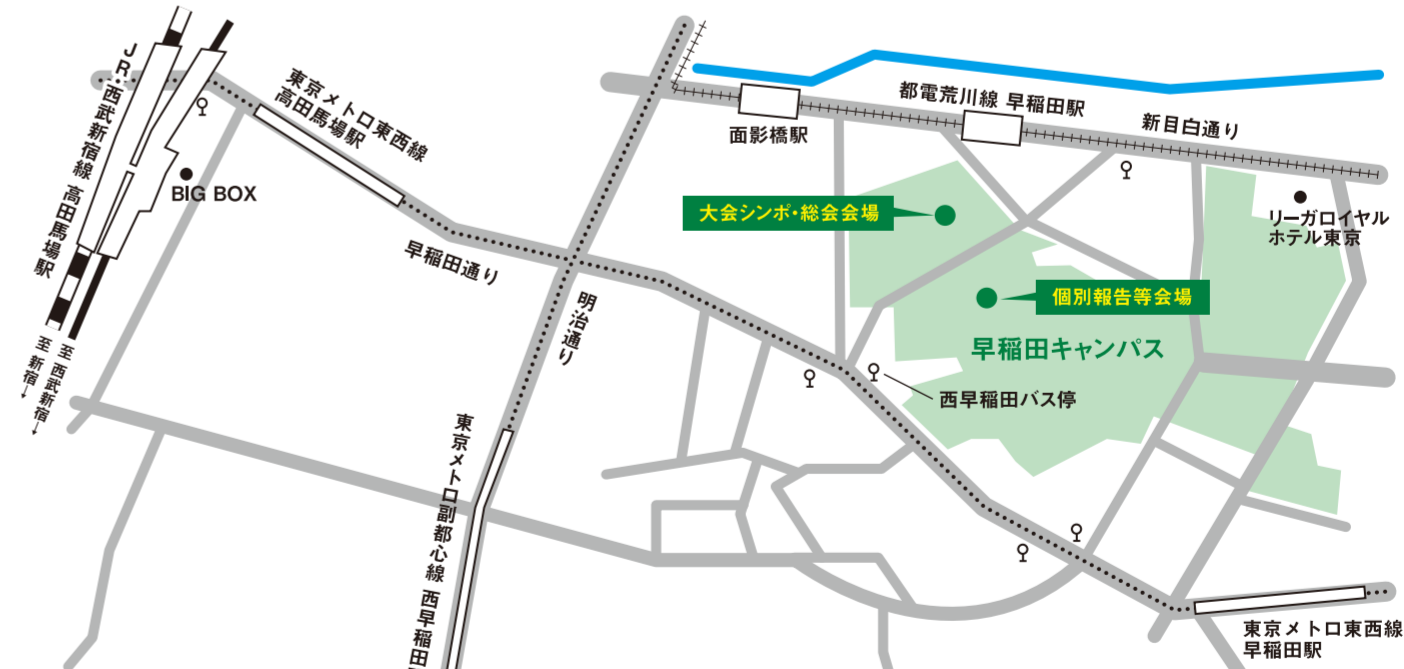 JR・西武新宿線 高田馬場駅
至 新宿→
至 西武新宿→
BIG BOX
東京メトロ東西線
高田馬場駅
早稲田通り
明治通り
東京メトロ副都心線 西早稲田
面影橋駅
都電荒川線 早稲田駅
新目白通り
大会シンポ・総会会場
個別報告等会場
早稲田キャンパス
西早稲田バス停
リーガロイヤル
ホテル東京
東京メトロ東西線
早稲田駅